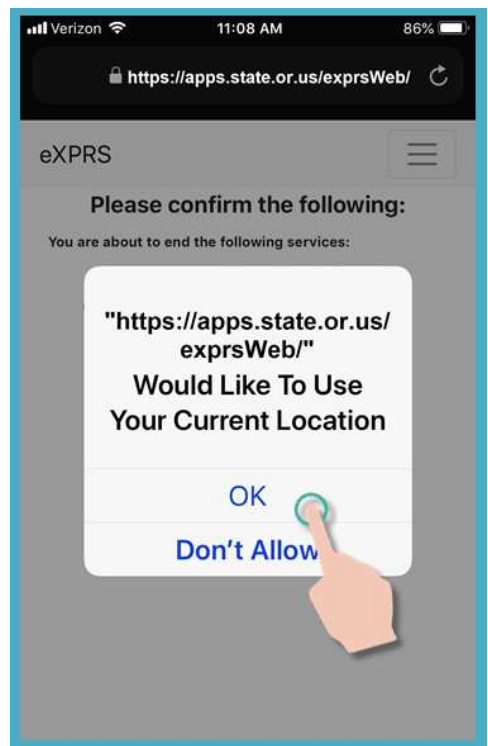 Verizon 11:08 AM 86%
https://apps.state.or.us/exprsWeb/
eXPRS
Please confirm the following:
You are about to end the following services:
"https://apps.state.or.us/
exprsWeb/"
Would Like To Use
Your Current Location
OK
Don't Allow